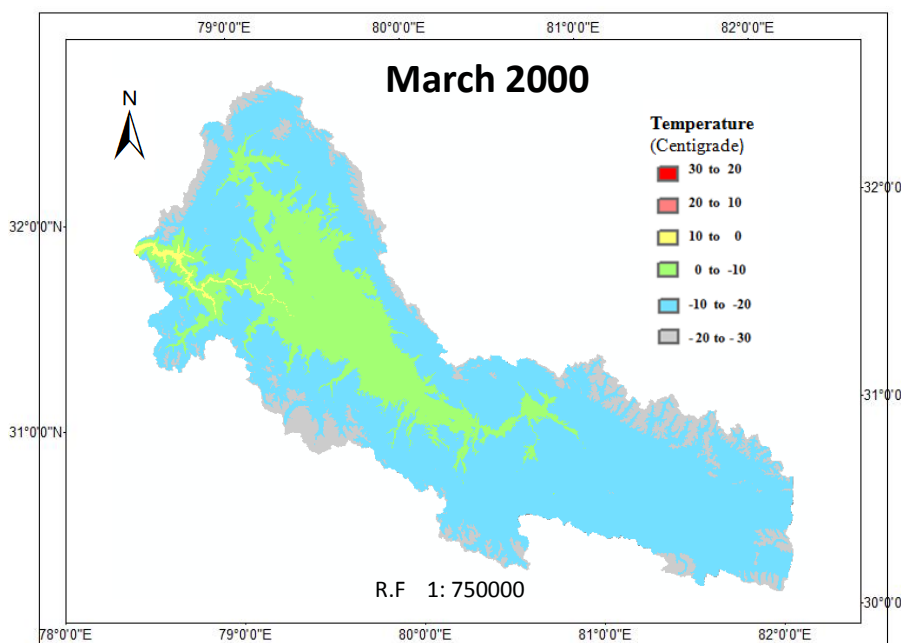 79°0'0"E 80°0'0"E 81°0'0"E 82°0'0"E
March 2000
N
Temperature
(Centigrade)
30 to 20
20 to 10
10 to 0
0 to -10
-10 to -20
-20 to -30
32°0'0"N
31°0'0"N
32°0'0"
31°0'0"
30°0'0"
R.F 1: 750000
78°0'0"E 79°0'0"E 80°0'0"E 81°0'0"E 82°0'0"E